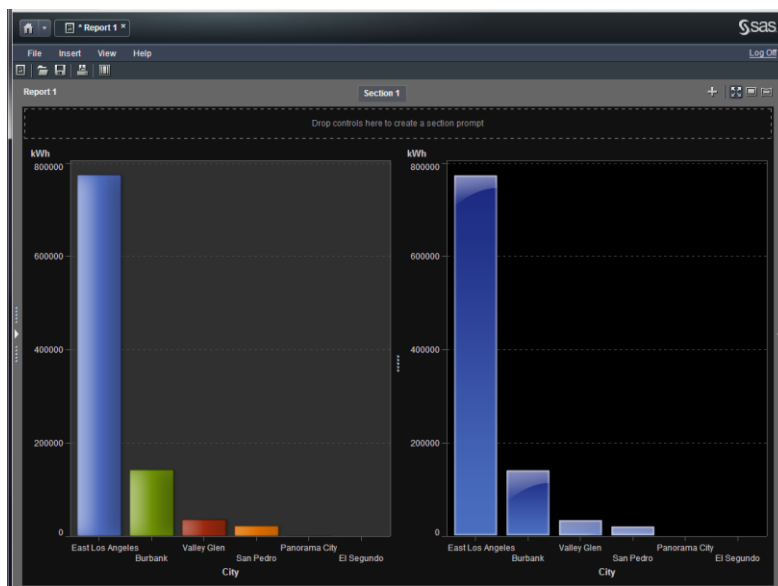 * Report 1
sas
File Insert View Help Log Off
Report 1 Section 1
Drop controls here to create a section prompt
kWh
800000
600000
400000
200000
0
East Los Angeles Burbank Valley Glen San Pedro Panorama City El Segundo
City
kWh
800000
600000
400000
200000
0
East Los Angeles Burbank Valley Glen San Pedro Panorama City El Segundo
City